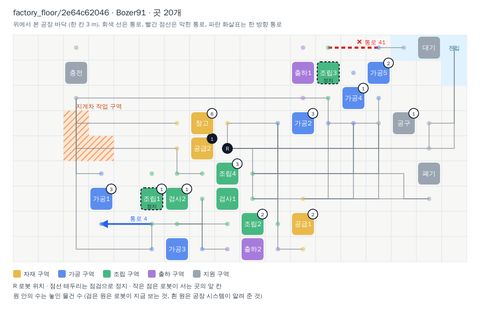 factory_floor/2e64c62046 · Bozer91 · 곳 20개
위에서 본 공장 바닥 (한 칸 3 m). 회색 선은 통로, 빨간 점선은 막힌 통로, 파란 화살표는 한 방향 통로
✕ 통로 41
대기
충전
출하1
조립3
2
가공5
4
가공4
지게차 작업 구역
6
창고
3
가공2
1
공구
1
공급2
R
3
조립4
폐기
3
가공1
1
조립1
1
검사2
검사1
2
조립2
2
공급1
통로 4
가공3
출하2
자재 구역
가공 구역
조립 구역
출하 구역
지원 구역
R 로봇 위치 · 점선 테두리는 점검으로 정지 · 작은 점은 로봇이 서는 곳의 앞 칸
원 안의 수는 놓인 물건 수 (검은 원은 로봇이 지금 보는 것, 흰 원은 공장 시스템이 알려 준 것)